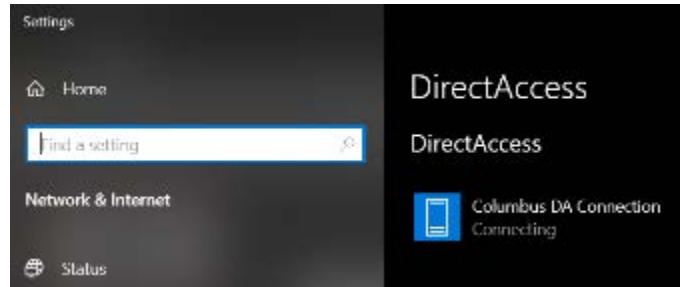 Settings
Home
Find a setting
Network & Internet
Status
DirectAccess
DirectAccess
Columbus DA Connection
Connecting